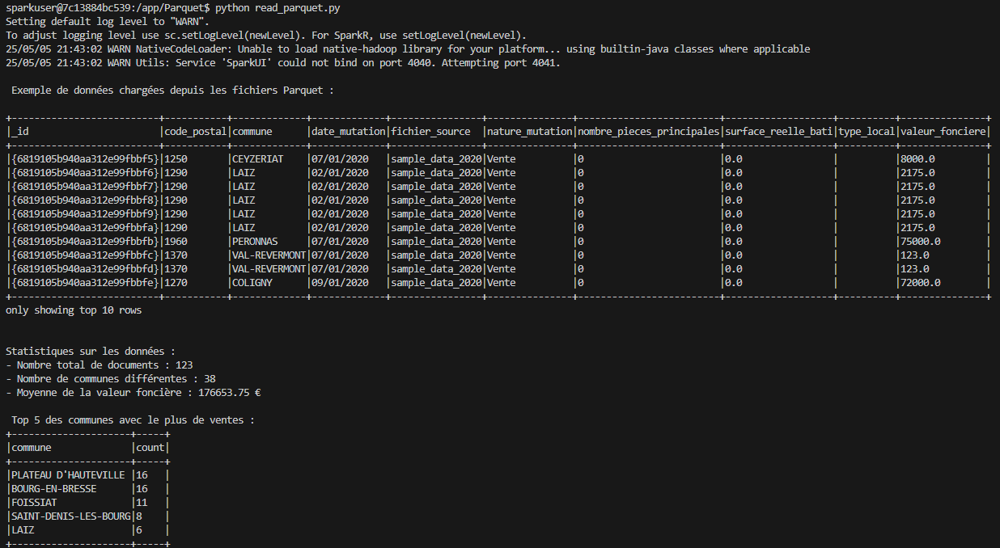 sparkuser@7c13884bc539:/app/Parquet$ python read_parquet.py
Setting default log level to "WARN".
To adjust logging level use sc.setLogLevel(newLevel). For SparkR, use setLogLevel(newLevel).
25/05/05 21:43:02 WARN NativeCodeLoader: Unable to load native-hadoop library for your platform... using builtin-java classes where applicable
25/05/05 21:43:02 WARN Utils: Service 'SparkUI' could not bind on port 4040. Attempting port 4041.
Exemple de données chargées depuis les fichiers Parquet :
+--------------------------+-----------+-------------+-------------+----------------+---------------+-------------------------+-------------------+----------+---------------+
|_id                       |code_postal|commune      |date_mutation|fichier_source  |nature_mutation|nombre_pieces_principales|surface_reelle_bati|type_local|valeur_fonciere|
+--------------------------+-----------+-------------+-------------+----------------+---------------+-------------------------+-------------------+----------+---------------+
|{6819105b940aa312e99fbbf5}|1250       |CEYZERIAT    |07/01/2020   |sample_data_2020|Vente          |0                        |0.0                |          |8000.0         |
|{6819105b940aa312e99fbbf6}|1290       |LAIZ         |02/01/2020   |sample_data_2020|Vente          |0                        |0.0                |          |2175.0         |
|{6819105b940aa312e99fbbf7}|1290       |LAIZ         |02/01/2020   |sample_data_2020|Vente          |0                        |0.0                |          |2175.0         |
|{6819105b940aa312e99fbbf8}|1290       |LAIZ         |02/01/2020   |sample_data_2020|Vente          |0                        |0.0                |          |2175.0         |
|{6819105b940aa312e99fbbf9}|1290       |LAIZ         |02/01/2020   |sample_data_2020|Vente          |0                        |0.0                |          |2175.0         |
|{6819105b940aa312e99fbbfa}|1290       |LAIZ         |02/01/2020   |sample_data_2020|Vente          |0                        |0.0                |          |2175.0         |
|{6819105b940aa312e99fbbfb}|1960       |PERONNAS     |07/01/2020   |sample_data_2020|Vente          |0                        |0.0                |          |75000.0        |
|{6819105b940aa312e99fbbfc}|1370       |VAL-REVERMONT|07/01/2020   |sample_data_2020|Vente          |0                        |0.0                |          |123.0          |
|{6819105b940aa312e99fbbfd}|1370       |VAL-REVERMONT|07/01/2020   |sample_data_2020|Vente          |0                        |0.0                |          |123.0          |
|{6819105b940aa312e99fbbfe}|1270       |COLIGNY      |09/01/2020   |sample_data_2020|Vente          |0                        |0.0                |          |72000.0        |
+--------------------------+-----------+-------------+-------------+----------------+---------------+-------------------------+-------------------+----------+---------------+
only showing top 10 rows
Statistiques sur les données :
- Nombre total de documents : 123
- Nombre de communes différentes : 38
- Moyenne de la valeur foncière : 176653.75 €
Top 5 des communes avec le plus de ventes :
+---------------------+-----+
|commune              |count|
+---------------------+-----+
|PLATEAU D'HAUTEVILLE |16   |
|BOURG-EN-BRESSE      |16   |
|FOISSIAT             |11   |
|SAINT-DENIS-LES-BOURG|8    |
|LAIZ                 |6    |
+---------------------+-----+